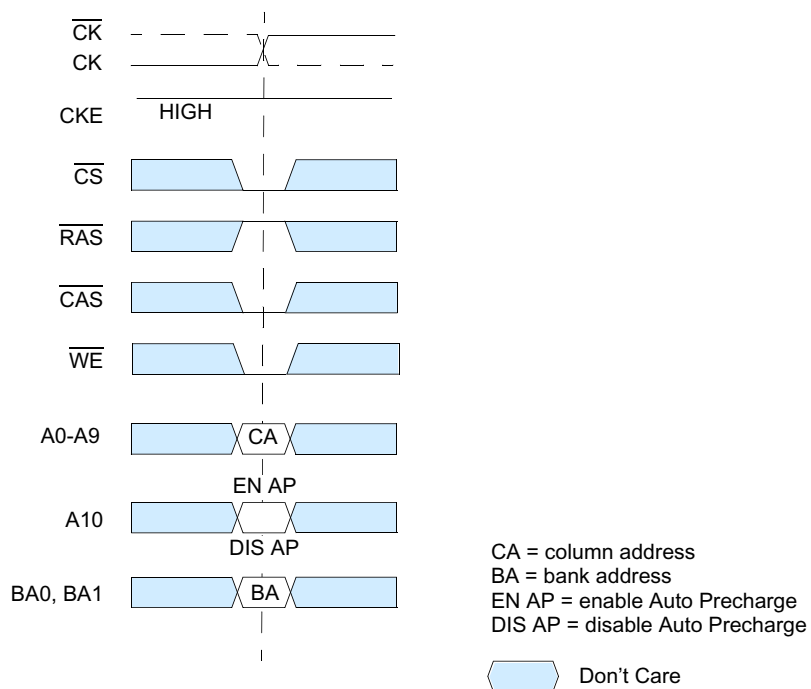 CK
CK
CKE HIGH
CS
RAS
CAS
WE
A0-A9 CA
EN AP
A10
DIS AP
BA0, BA1 BA
CA = column address
BA = bank address
EN AP = enable Auto Precharge
DIS AP = disable Auto Precharge
Don't Care